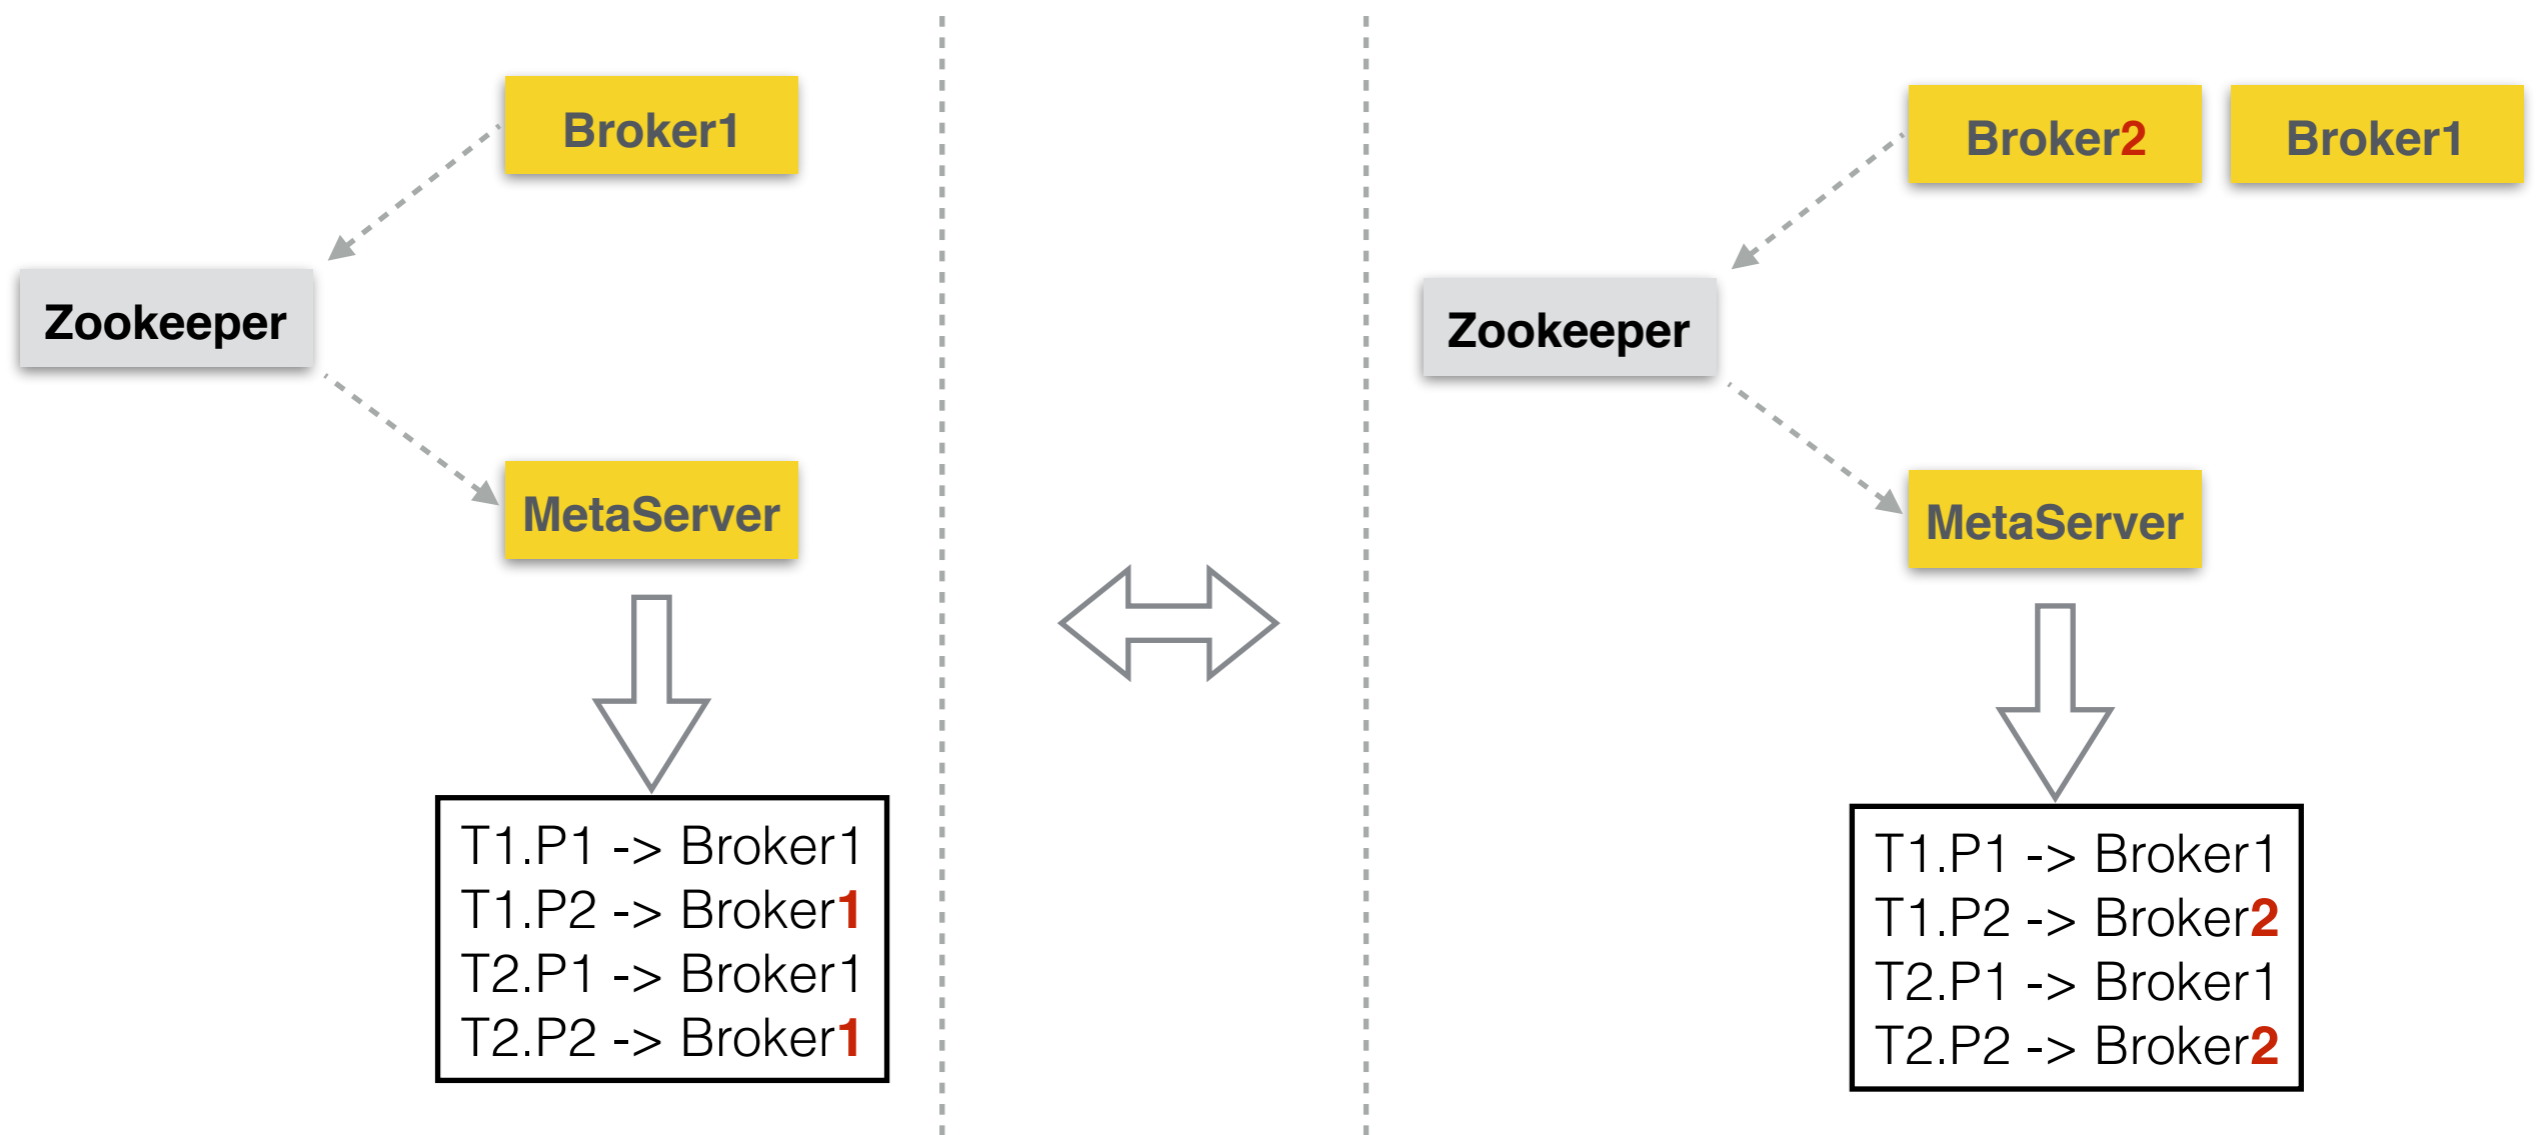 Broker1
Zookeeper
MetaServer
T1.P1 -> Broker1
T1.P2 -> Broker1
T2.P1 -> Broker1
T2.P2 -> Broker1
Broker2
Broker1
Zookeeper
MetaServer
T1.P1 -> Broker1
T1.P2 -> Broker2
T2.P1 -> Broker1
T2.P2 -> Broker2